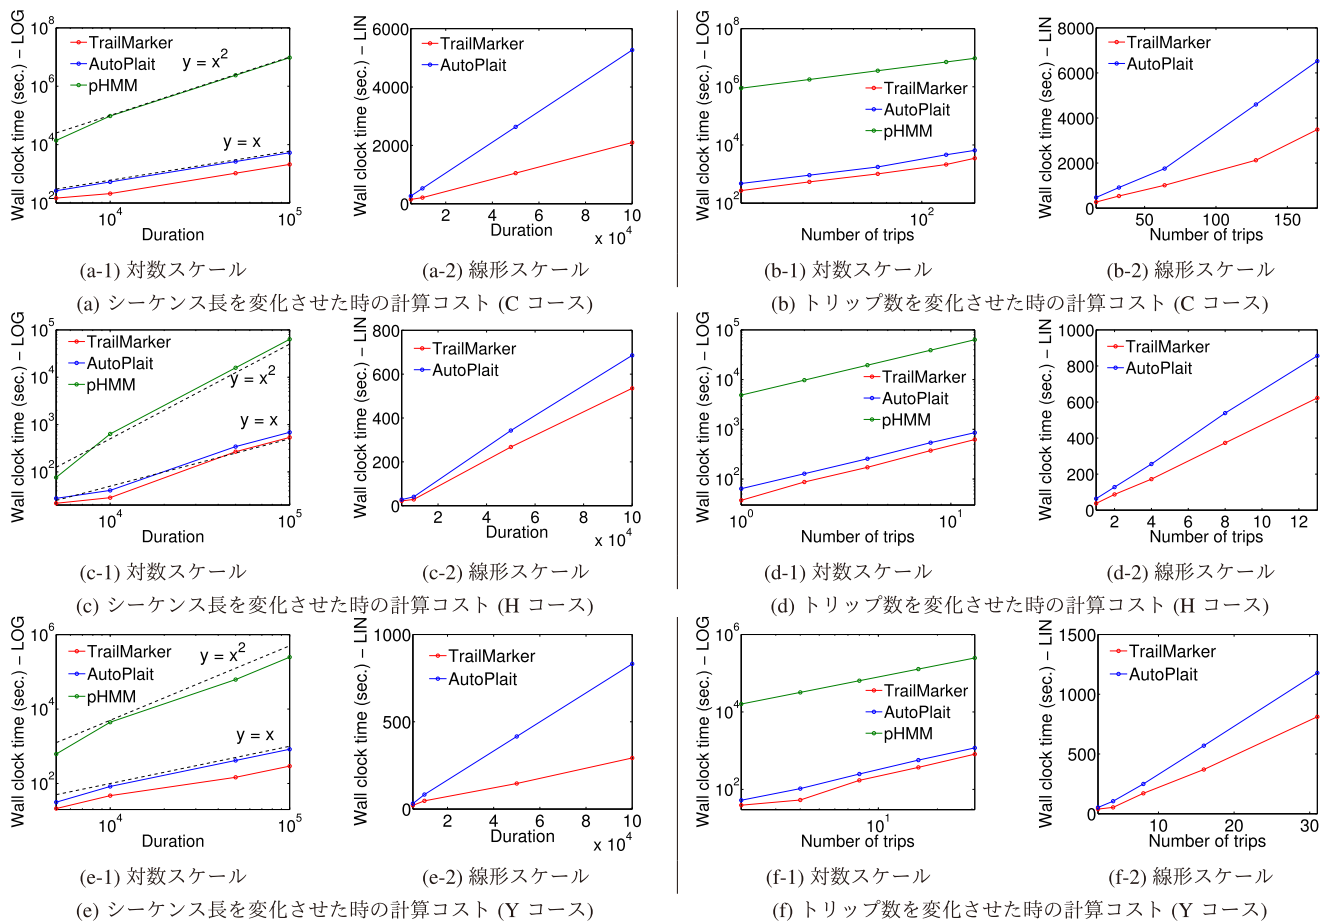 Wall clock time (sec.) − LOG
10^8
10^6
10^4
10^2
TrailMarker
AutoPlait
pHMM
y = x^2
y = x
10^4
10^5
Duration
(a-1) 対数スケール
Wall clock time (sec.) − LIN
6000
4000
2000
0
TrailMarker
AutoPlait
2 4 6 8 10
Duration
x 10^4
(a-2) 線形スケール
(a) シーケンス長を変化させた時の計算コスト (C コース)
Wall clock time (sec.) − LOG
10^8
10^6
10^4
10^2
TrailMarker
AutoPlait
pHMM
10^2
Number of trips
(b-1) 対数スケール
Wall clock time (sec.) − LIN
8000
6000
4000
2000
0
TrailMarker
AutoPlait
50 100 150
Number of trips
(b-2) 線形スケール
(b) トリップ数を変化させた時の計算コスト (C コース)
Wall clock time (sec.) − LOG
10^5
10^4
10^3
10^2
TrailMarker
AutoPlait
pHMM
y = x^2
y = x
10^4
10^5
Duration
(c-1) 対数スケール
Wall clock time (sec.) − LIN
800
600
400
200
0
TrailMarker
AutoPlait
2 4 6 8 10
Duration
x 10^4
(c-2) 線形スケール
(c) シーケンス長を変化させた時の計算コスト (H コース)
Wall clock time (sec.) − LOG
10^5
10^4
10^3
10^2
TrailMarker
AutoPlait
pHMM
10^0
10^1
Number of trips
(d-1) 対数スケール
Wall clock time (sec.) − LIN
1000
800
600
400
200
0
TrailMarker
AutoPlait
2 4 6 8 10 12
Number of trips
(d-2) 線形スケール
(d) トリップ数を変化させた時の計算コスト (H コース)
Wall clock time (sec.) − LOG
10^6
10^4
10^2
TrailMarker
AutoPlait
pHMM
y = x^2
y = x
10^4
10^5
Duration
(e-1) 対数スケール
Wall clock time (sec.) − LIN
1000
500
0
TrailMarker
AutoPlait
0 2 4 6 8 10
Duration
x 10^4
(e-2) 線形スケール
(e) シーケンス長を変化させた時の計算コスト (Y コース)
Wall clock time (sec.) − LOG
10^6
10^4
10^2
TrailMarker
AutoPlait
pHMM
10^1
Number of trips
(f-1) 対数スケール
Wall clock time (sec.) − LIN
1500
1000
500
0
TrailMarker
AutoPlait
10 20 30
Number of trips
(f-2) 線形スケール
(f) トリップ数を変化させた時の計算コスト (Y コース)